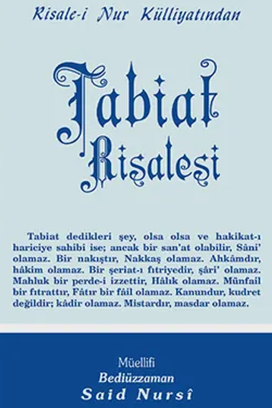 Risale-i Nur Külliyatından
Tabiat
Risalesi
Tabiat dedikleri şey, olsa olsa ve hakikat-ı
hariciye sahibi ise; ancak bir san'at olabilir, Sâni'
olamaz. Bir nakıştır, Nakkaş olamaz. Ahkâmdır,
hâkim olamaz. Bir şeriat-ı fıtriyedir, şâri' olamaz.
Mahluk bir perde-i izzettir, Hâlık olamaz. Münfail
bir fıtrattır, Fâtır bir fâil olamaz. Kanundur, kudret
değildir; kâdir olamaz. Mistardır, masdar olamaz.
Müellifi
Bediüzzaman
Said Nursî